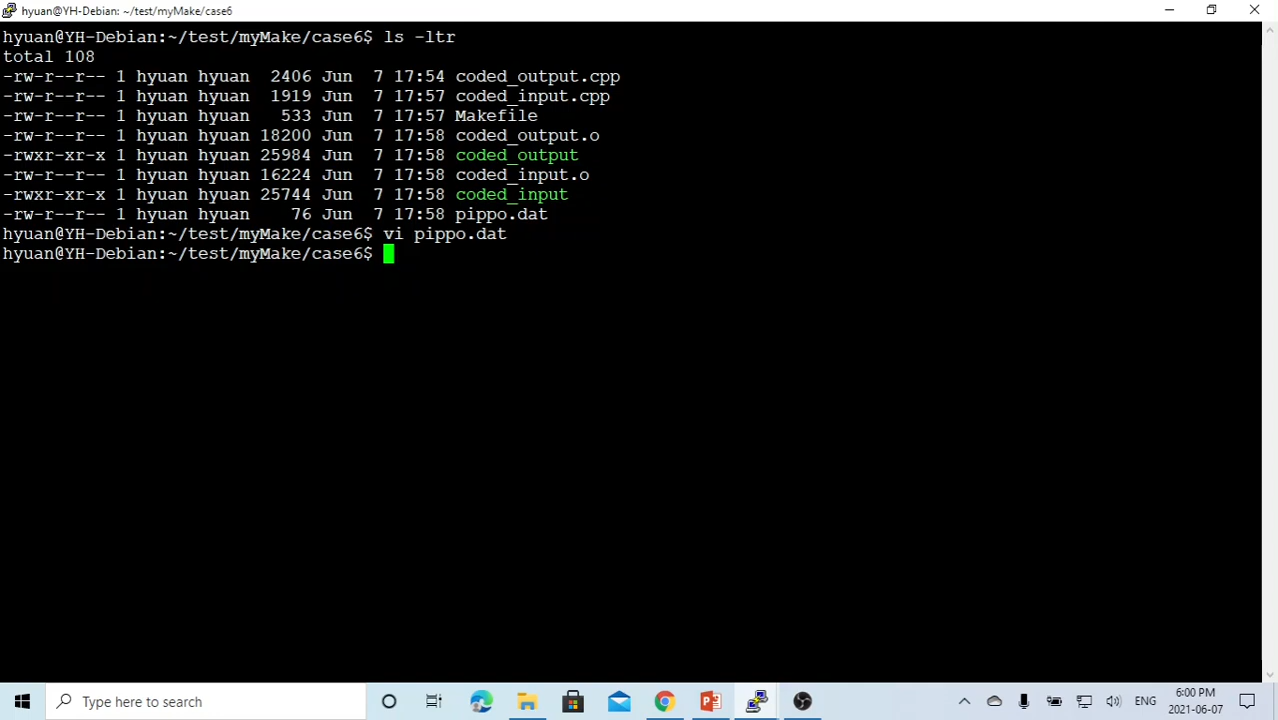 hyuan@YH-Debian: ~/test/myMake/case6
hyuan@YH-Debian:~/test/myMake/case6$ ls -ltr
total 108
-rw-r--r-- 1 hyuan hyuan  2406 Jun  7 17:54 coded_output.cpp
-rw-r--r-- 1 hyuan hyuan  1919 Jun  7 17:57 coded_input.cpp
-rw-r--r-- 1 hyuan hyuan   533 Jun  7 17:57 Makefile
-rw-r--r-- 1 hyuan hyuan 18200 Jun  7 17:58 coded_output.o
-rwxr-xr-x 1 hyuan hyuan 25984 Jun  7 17:58 coded_output
-rw-r--r-- 1 hyuan hyuan 16224 Jun  7 17:58 coded_input.o
-rwxr-xr-x 1 hyuan hyuan 25744 Jun  7 17:58 coded_input
-rw-r--r-- 1 hyuan hyuan    76 Jun  7 17:58 pippo.dat
hyuan@YH-Debian:~/test/myMake/case6$ vi pippo.dat
hyuan@YH-Debian:~/test/myMake/case6$
Type here to search
ENG
6:00 PM
2021-06-07